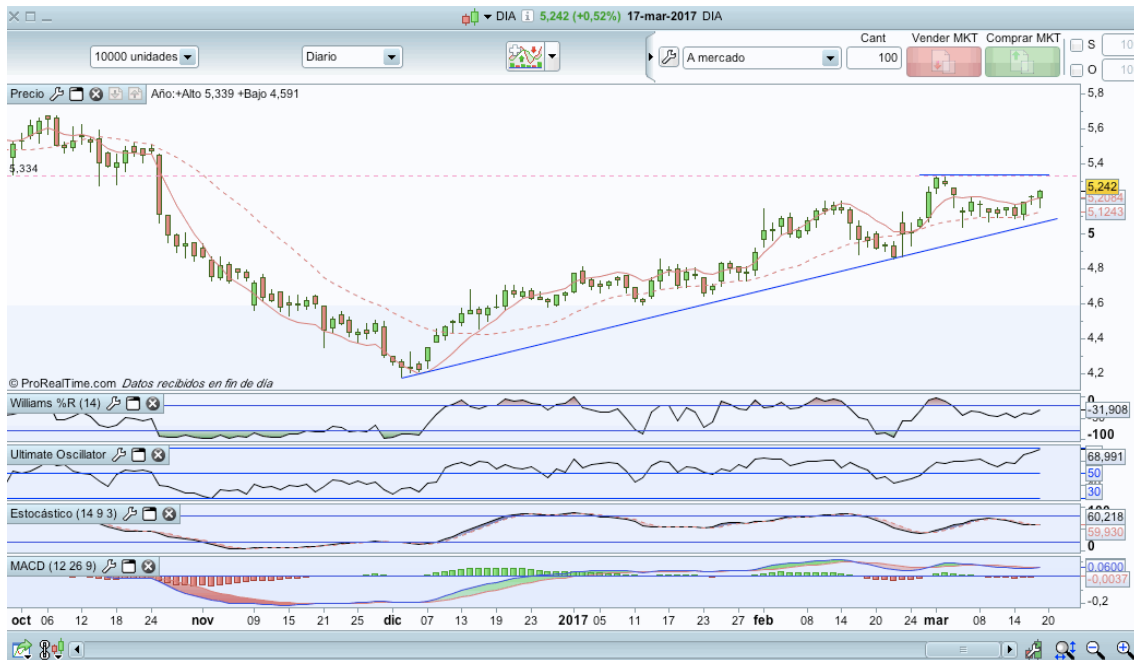 DIA 5,242 (+0,52%) 17-mar-2017 DIA
10000 unidades
Diario
A mercado
Cant
100
Vender MKT
Comprar MKT
S
10
O
10
Precio
Año:+Alto 5,339 +Bajo 4,591
5,8
5,6
5,4
5,334
5,242
5,2084
5,1243
5
4,8
4,6
4,4
4,2
© ProRealTime.com Datos recibidos en fin de día
Williams %R (14)
0
-31,908
-100
Ultimate Oscillator
68,991
50
30
Estocástico (14 9 3)
60,218
59,930
0
MACD (12 26 9)
0,0600
-0,0037
-0,2
oct 06 12 18 24 nov 09 15 21 25 dic 07 13 19 23 2017 05 11 17 23 27 feb 08 14 20 24 mar 08 14 20